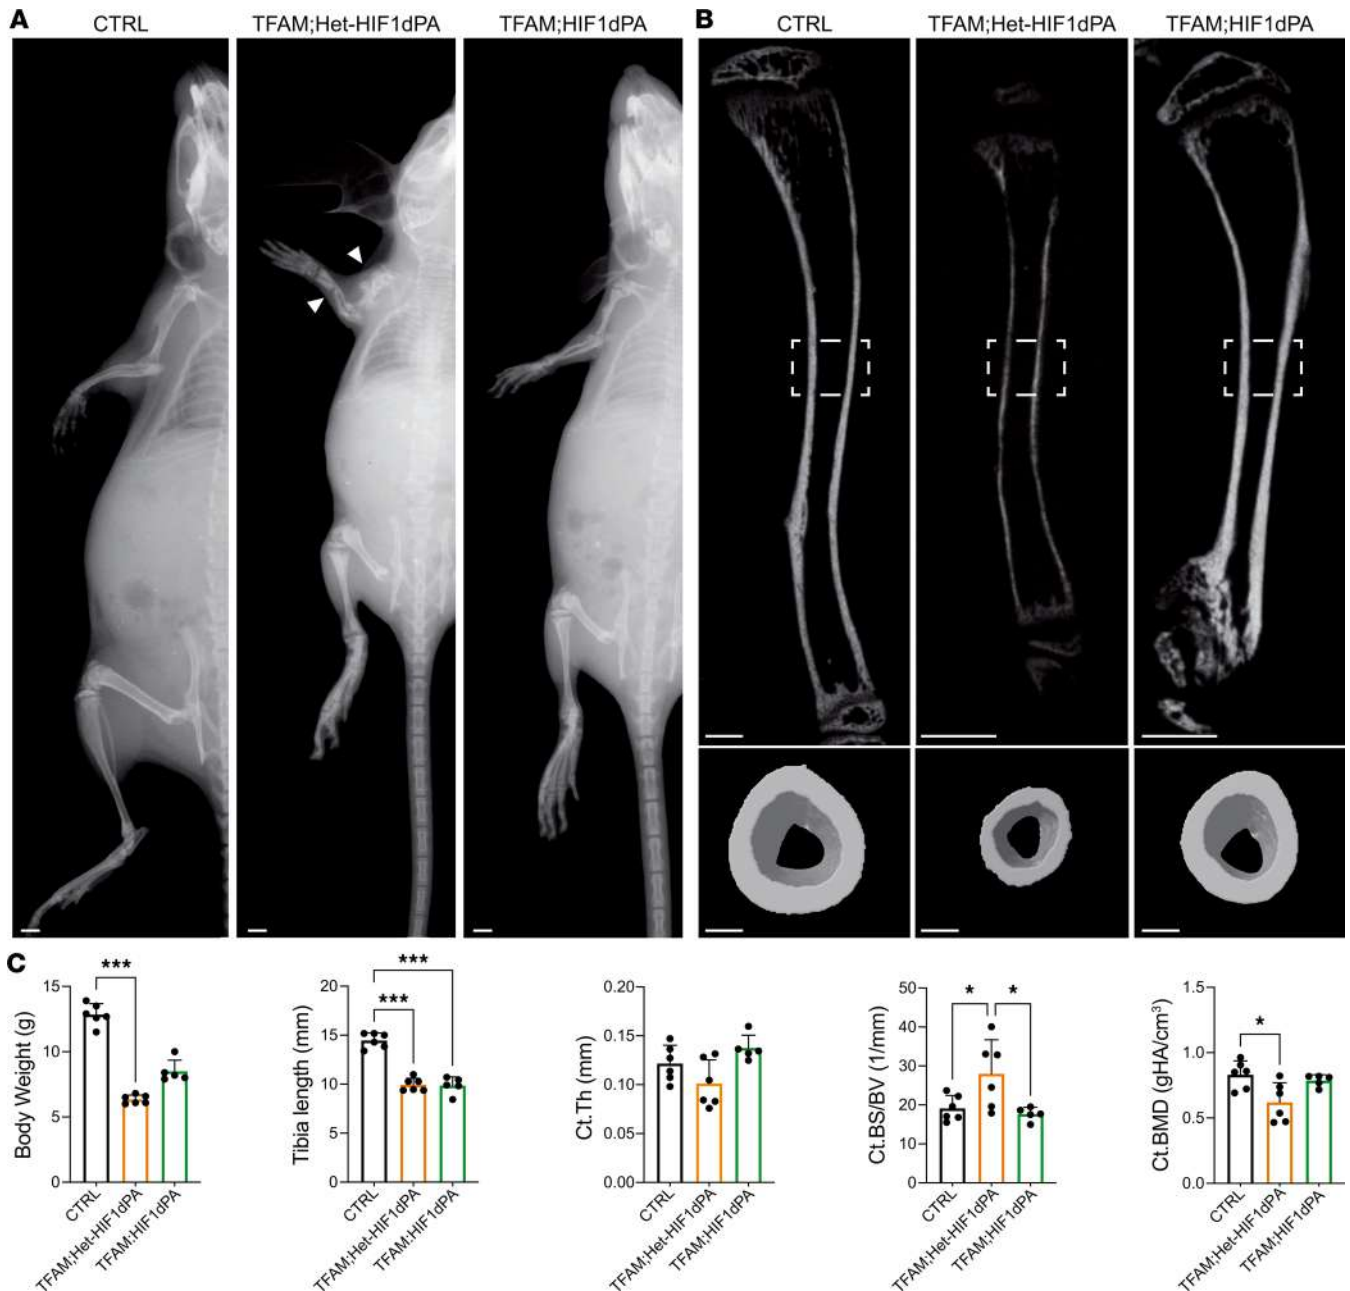 A
CTRL
TFAM;Het-HIF1dPA
TFAM;HIF1dPA
B
CTRL
TFAM;Het-HIF1dPA
TFAM;HIF1dPA
C
Body Weight (g)
15
10
5
0
***
CTRL
TFAM;Het-HIF1dPA
TFAM;HIF1dPA
Tibia length (mm)
20
15
10
5
0
***
***
CTRL
TFAM;Het-HIF1dPA
TFAM;HIF1dPA
Ct.Th (mm)
0.20
0.15
0.10
0.05
0.00
CTRL
TFAM;Het-HIF1dPA
TFAM;HIF1dPA
Ct.BS/BV (1/mm)
50
40
30
20
10
0
*
*
CTRL
TFAM;Het-HIF1dPA
TFAM;HIF1dPA
Ct.BMD (gHA/cm³)
1.5
1.0
0.5
0.0
*
CTRL
TFAM;Het-HIF1dPA
TFAM;HIF1dPA